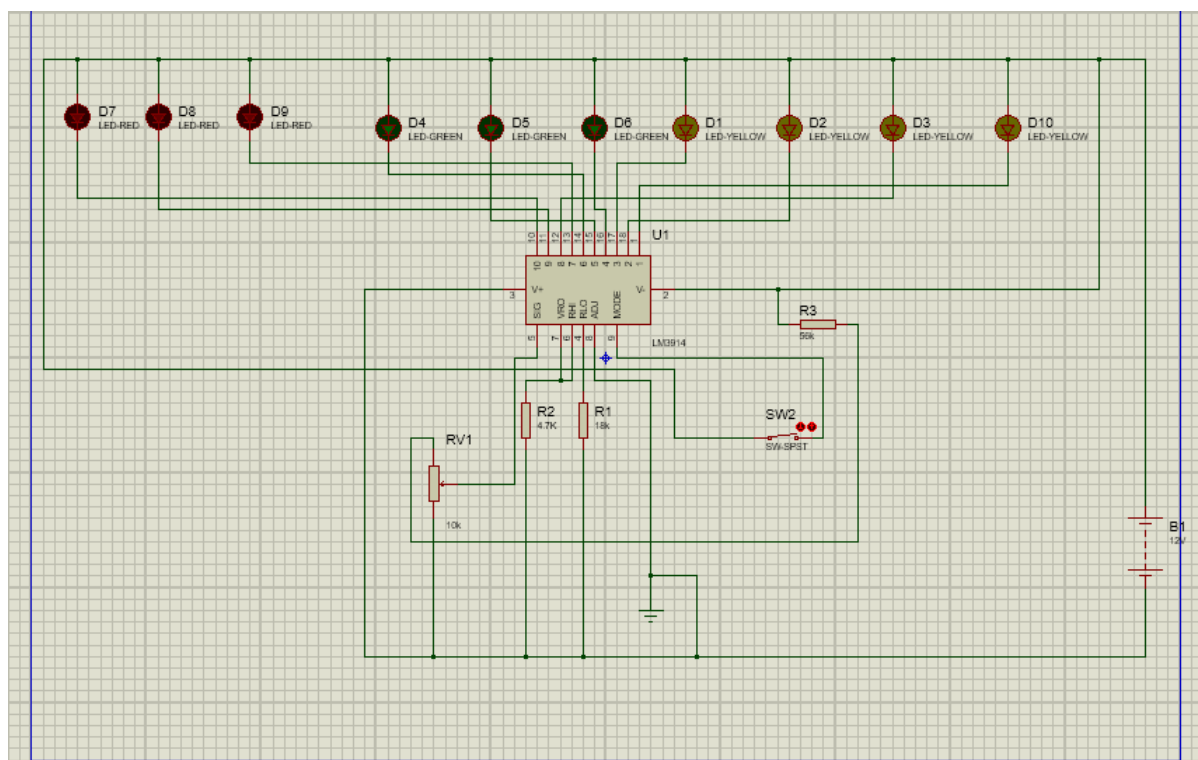 D7
LED-RED
D8
LED-RED
D9
LED-RED
D4
LED-GREEN
D5
LED-GREEN
D6
LED-GREEN
D1
LED-YELLOW
D2
LED-YELLOW
D3
LED-YELLOW
D10
LED-YELLOW
U1
10 11 12 13 14 15 16 17 18 1
10 9 8 7 6 5 4 3 2 1
3 V+ V- 2
SIG VRO RHI RLO ADJ MODE
5 7 6 4 8 9
LM3914
R3
56k
R2
4.7K
R1
18k
SW2
SW-SPST
RV1
10k
B1
12V